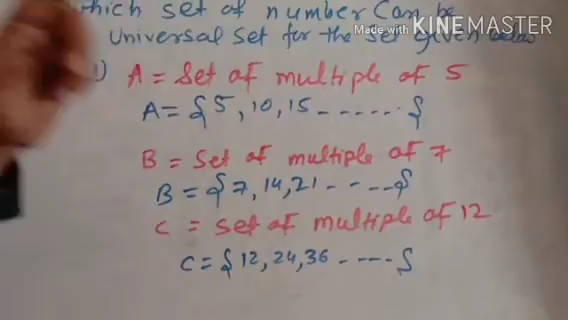 which set of number can be
Made with KINEMASTER
Universal set for the set given below
1) A = Set of multiple of 5
A = {5, 10, 15 - - - - - - - {
B = Set of multiple of 7
B = {7, 14, 21 - - - - - {
C = set of multiple of 12
C = {12, 24, 36 - - - - - {